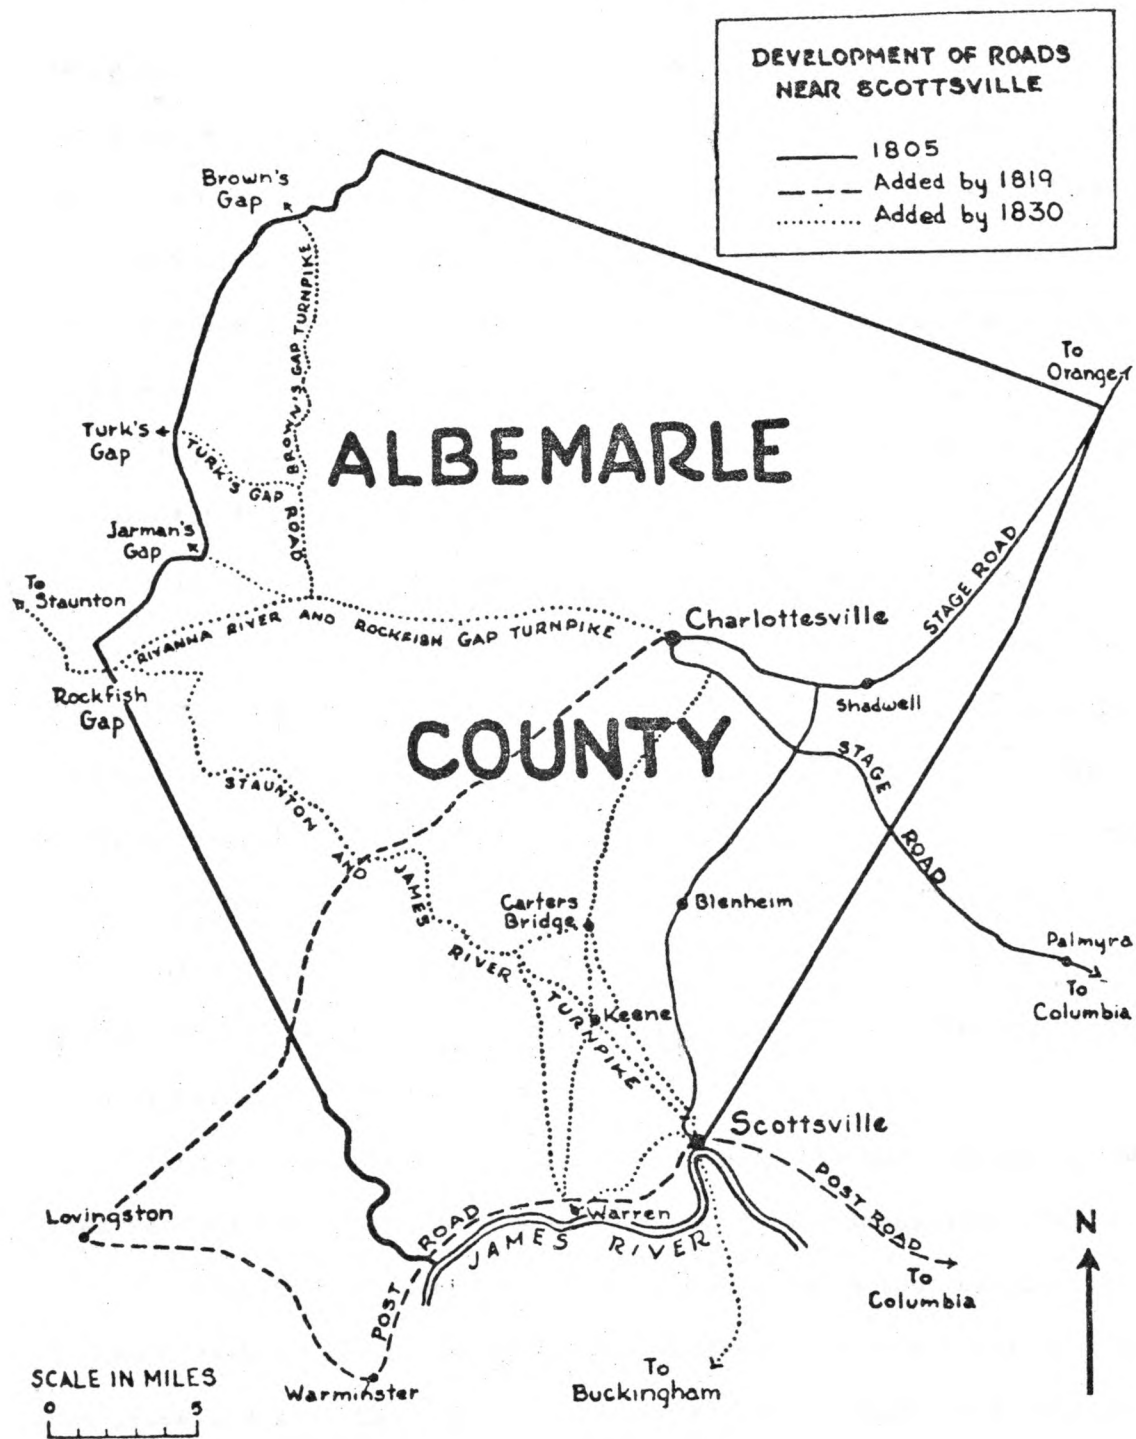 DEVELOPMENT OF ROADS
NEAR SCOTTSVILLE
1805
Added by 1819
Added by 1830
Brown's
Gap
BROWN'S GAP TURNPIKE
To
Orange
Turk's
Gap
TURK'S GAP ROAD
ALBEMARLE
Jarman's
Gap
To
Staunton
RIVANNA RIVER AND ROCKFISH GAP TURNPIKE
Charlottesville
STAGE ROAD
Rockfish
Gap
Shadwell
COUNTY
STAGE ROAD
STAUNTON AND JAMES RIVER TURNPIKE
Carters
Bridge
Blenheim
Palmyra
To
Columbia
Keene
Scottsville
Lovingston
POST ROAD
Warren
JAMES RIVER
POST ROAD
To
Columbia
N
To
Buckingham
Warminster
SCALE IN MILES
0 5